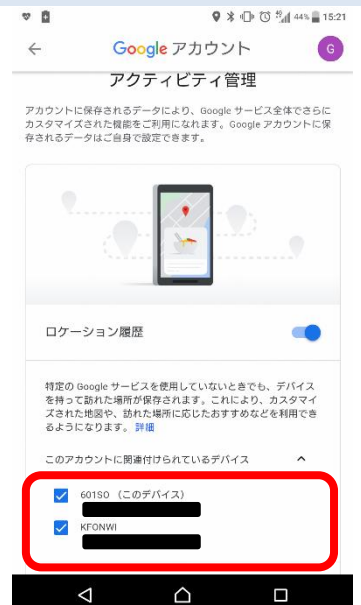 44% 15:21
Google アカウント
G
アクティビティ管理
アカウントに保存されるデータにより、Google サービス全体でさらに
カスタマイズされた機能をご利用になれます。Google アカウントに保
存されるデータはご自身で設定できます。
ロケーション履歴
特定の Google サービスを使用していないときでも、デバイス
を持って訪れた場所が保存されます。これにより、カスタマイ
ズされた地図や、訪れた場所に応じたおすすめなどを利用でき
るようになります。 詳細
このアカウントに関連付けられているデバイス
601SO （このデバイス）
KFONWI